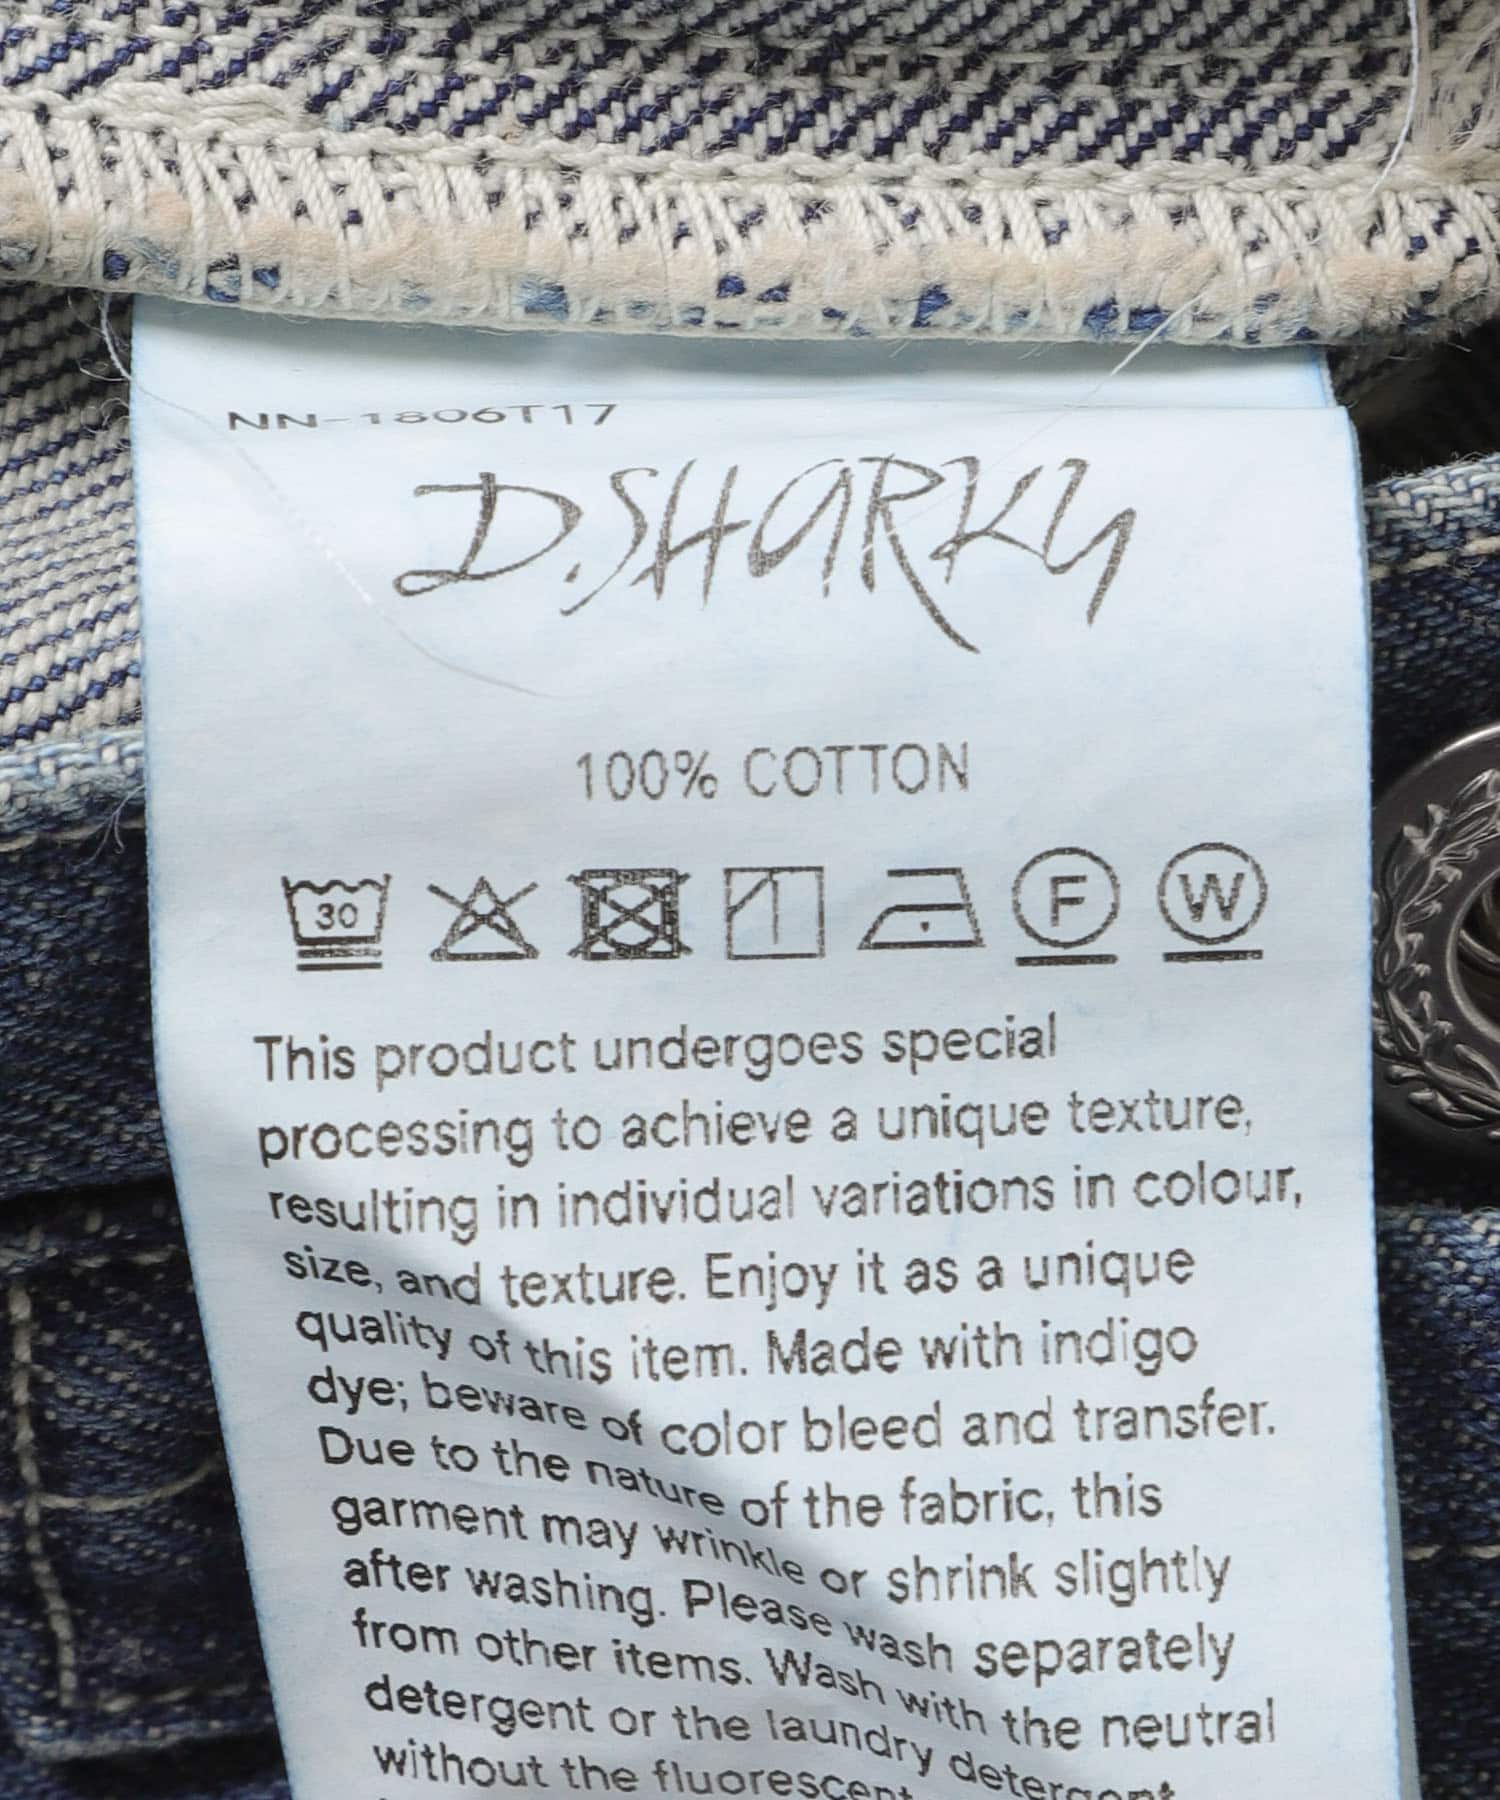 NN-1806T17
D.SHARKY
100% COTTON
30 F W
This product undergoes special
processing to achieve a unique texture,
resulting in individual variations in colour,
size, and texture. Enjoy it as a unique
quality of this item. Made with indigo
dye; beware of color bleed and transfer.
Due to the nature of the fabric, this
garment may wrinkle or shrink slightly
after washing. Please wash separately
from other items. Wash with the neutral
detergent or the laundry detergent
without the fluorescent